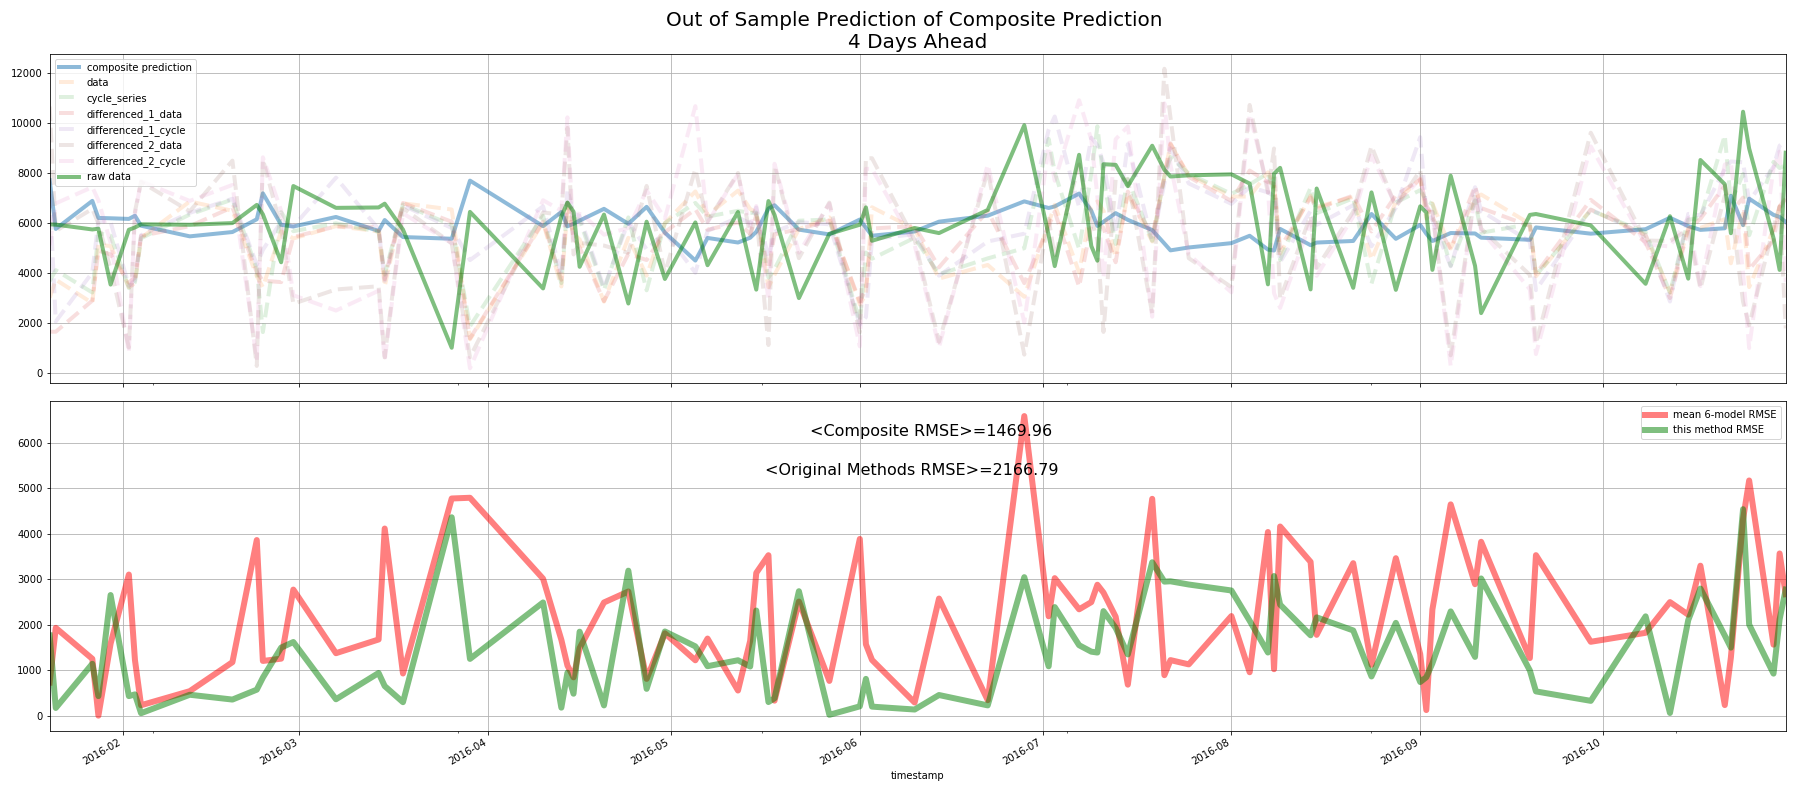 Out of Sample Prediction of Composite Prediction
4 Days Ahead
12000
10000
8000
6000
4000
2000
0
composite prediction
data
cycle_series
differenced_1_data
differenced_1_cycle
differenced_2_data
differenced_2_cycle
raw data
6000
5000
4000
3000
2000
1000
0
<Composite RMSE>=1469.96
<Original Methods RMSE>=2166.79
mean 6-model RMSE
this method RMSE
2016-02
2016-03
2016-04
2016-05
2016-06
2016-07
2016-08
2016-09
2016-10
timestamp